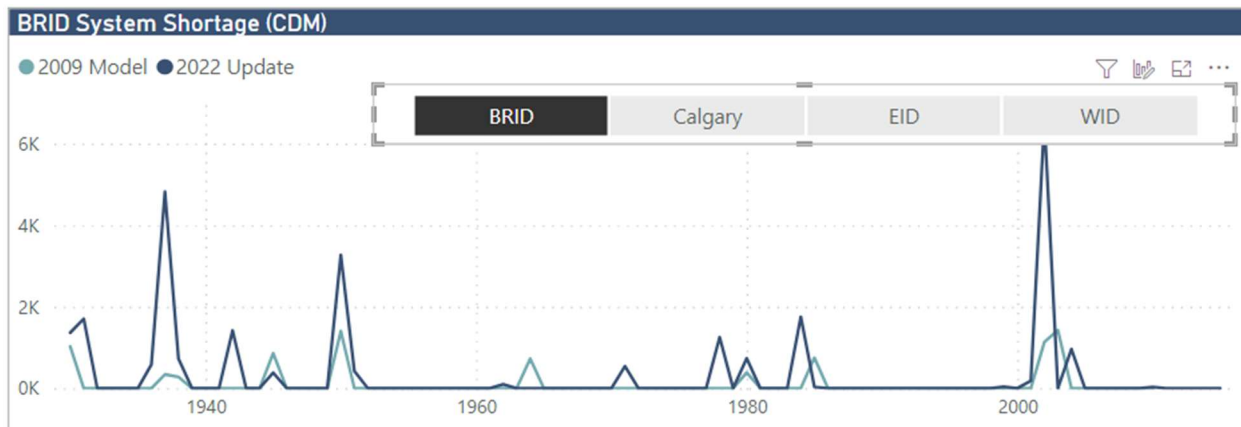 BRID System Shortage (CDM)
2009 Model 2022 Update
BRID Calgary EID WID
6K
4K
2K
0K
1940 1960 1980 2000